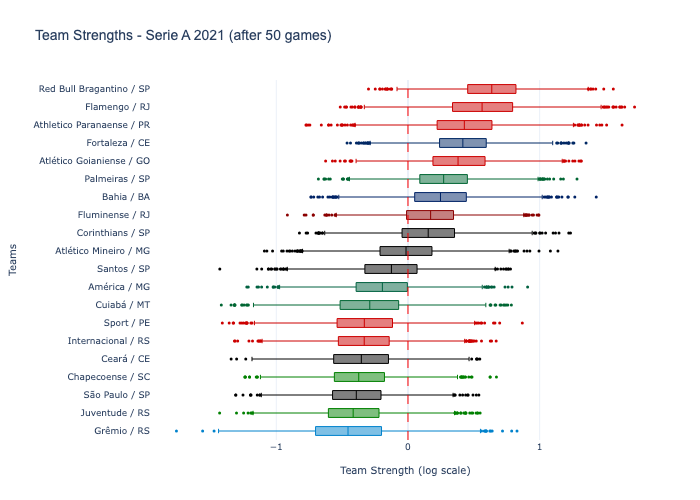 Team Strengths - Serie A 2021 (after 50 games)
Red Bull Bragantino / SP
Flamengo / RJ
Athletico Paranaense / PR
Fortaleza / CE
Atlético Goianiense / GO
Palmeiras / SP
Bahia / BA
Fluminense / RJ
Corinthians / SP
Atlético Mineiro / MG
Santos / SP
América / MG
Cuiabá / MT
Sport / PE
Internacional / RS
Ceará / CE
Chapecoense / SC
São Paulo / SP
Juventude / RS
Grêmio / RS
Teams
−1 0 1
Team Strength (log scale)